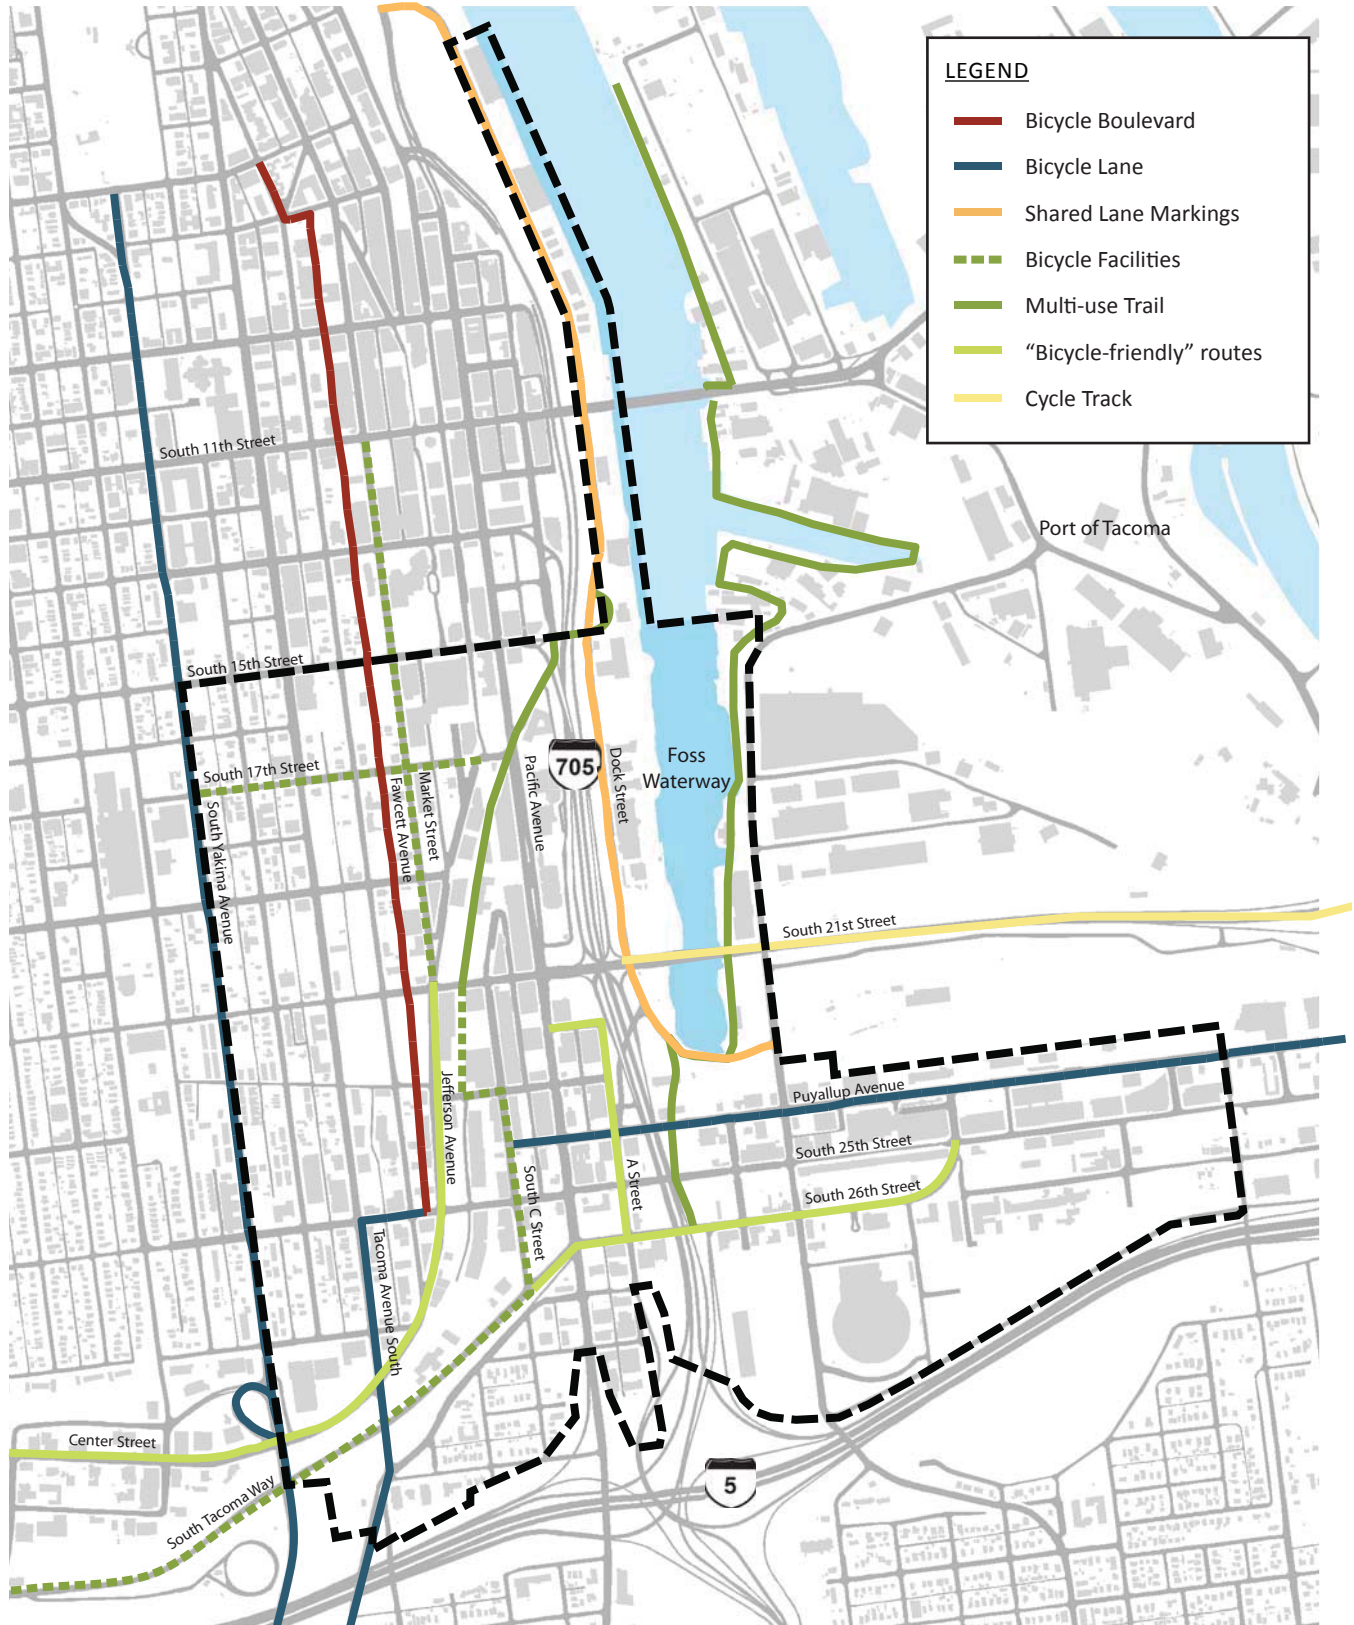 LEGEND
Bicycle Boulevard
Bicycle Lane
Shared Lane Markings
Bicycle Facilities
Multi-use Trail
“Bicycle-friendly” routes
Cycle Track
South 11th Street
Port of Tacoma
South 15th Street
South 17th Street
705
Foss
Waterway
Dock Street
Pacific Avenue
Market Street
Fawcett Avenue
South Yakima Avenue
South 21st Street
Jefferson Avenue
Puyallup Avenue
South 25th Street
South 26th Street
A Street
South C Street
Tacoma Avenue South
Center Street
South Tacoma Way
5